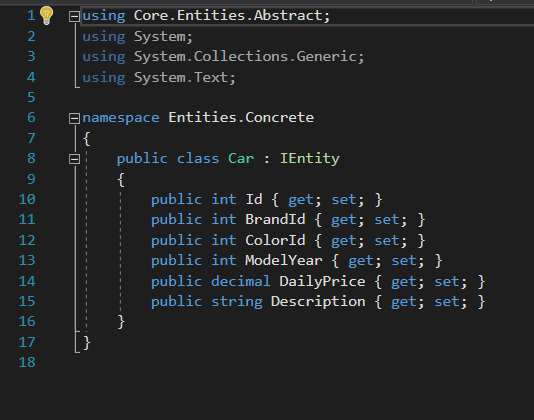 1 using Core.Entities.Abstract;
2 using System;
3 using System.Collections.Generic;
4 using System.Text;
5
6 namespace Entities.Concrete
7 {
8 public class Car : IEntity
9 {
10 public int Id { get; set; }
11 public int BrandId { get; set; }
12 public int ColorId { get; set; }
13 public int ModelYear { get; set; }
14 public decimal DailyPrice { get; set; }
15 public string Description { get; set; }
16 }
17 }
18